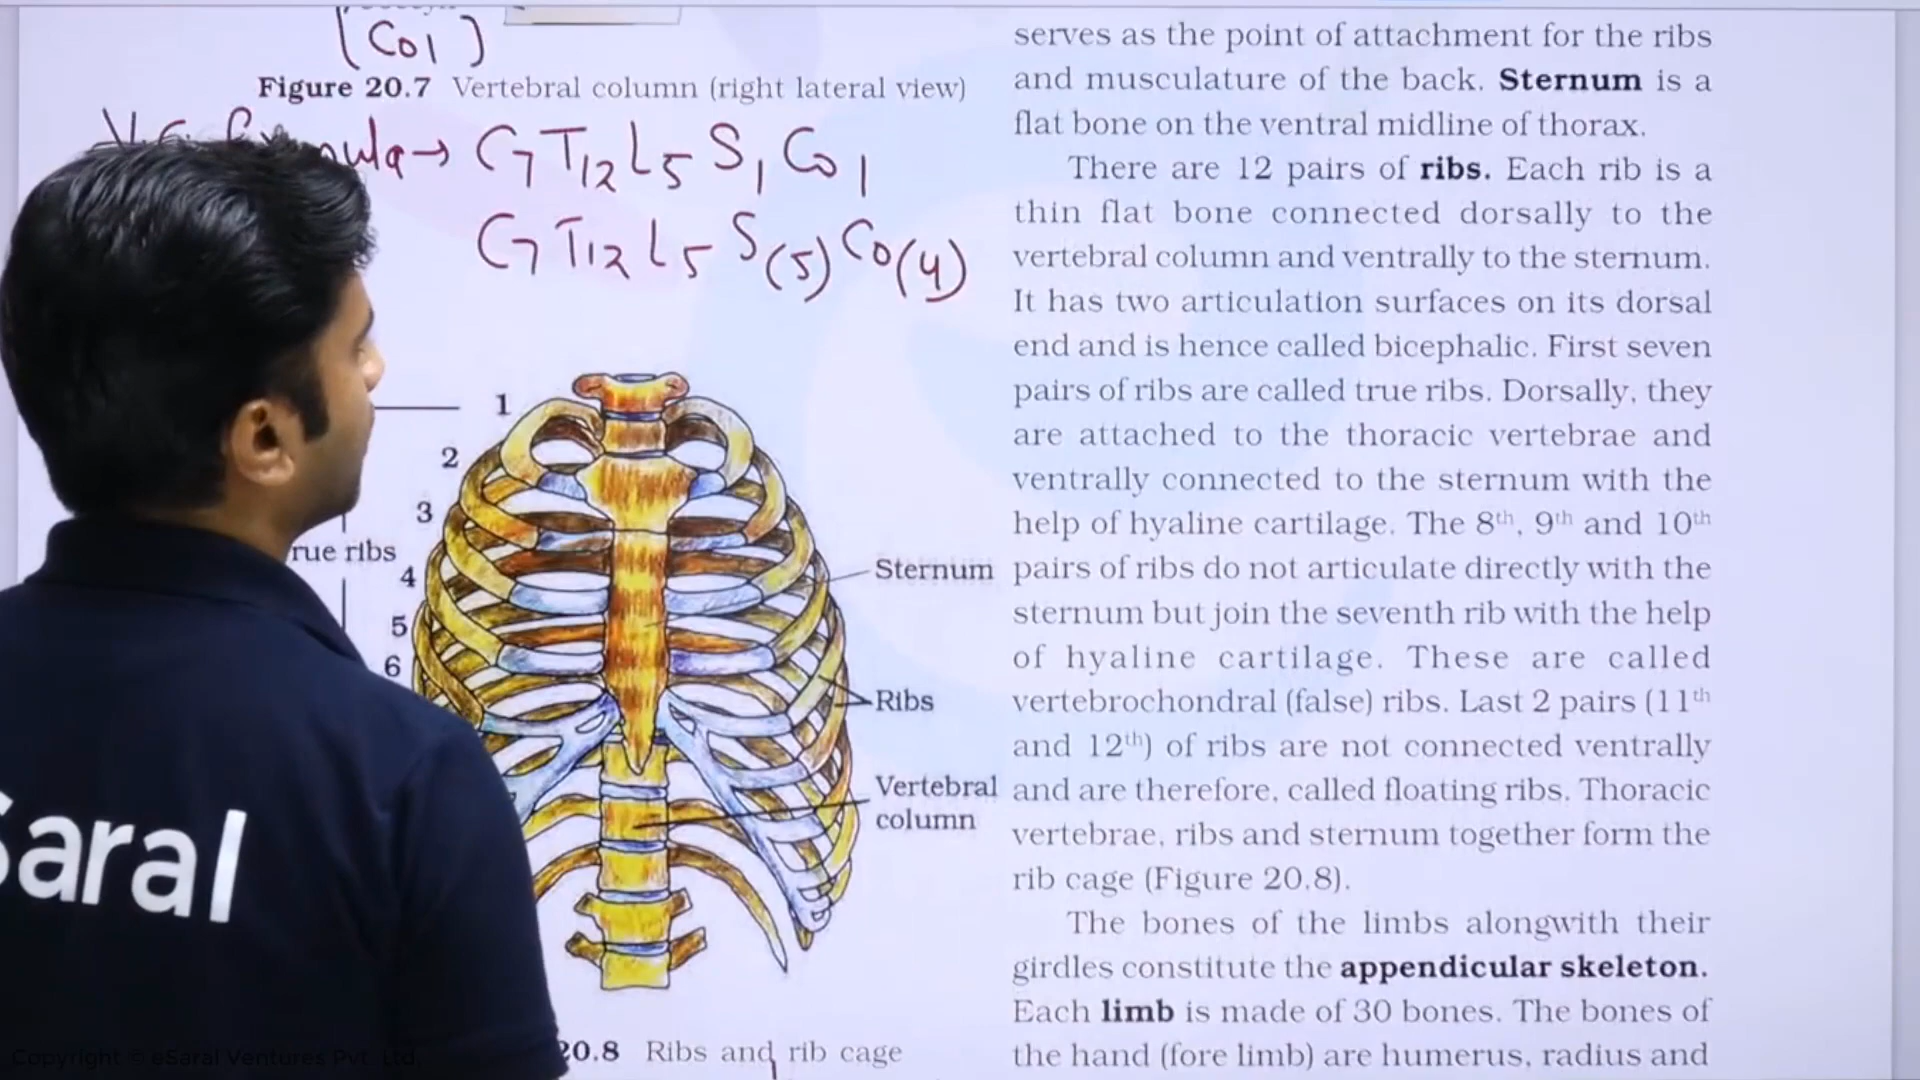 (Co1)
Figure 20.7 Vertebral column (right lateral view)
→ C7T12L5S1Co1
C7T12L5S(5)Co(4)
1
2
3
rue ribs
4
5
6
Sternum
Ribs
Vertebral
column
20.8 Ribs and rib cage
serves as the point of attachment for the ribs
and musculature of the back. Sternum is a
flat bone on the ventral midline of thorax.
There are 12 pairs of ribs. Each rib is a
thin flat bone connected dorsally to the
vertebral column and ventrally to the sternum.
It has two articulation surfaces on its dorsal
end and is hence called bicephalic. First seven
pairs of ribs are called true ribs. Dorsally, they
are attached to the thoracic vertebrae and
ventrally connected to the sternum with the
help of hyaline cartilage. The 8th, 9th and 10th
pairs of ribs do not articulate directly with the
sternum but join the seventh rib with the help
of hyaline cartilage. These are called
vertebrochondral (false) ribs. Last 2 pairs (11th
and 12th) of ribs are not connected ventrally
and are therefore, called floating ribs. Thoracic
vertebrae, ribs and sternum together form the
rib cage (Figure 20.8).
The bones of the limbs alongwith their
girdles constitute the appendicular skeleton.
Each limb is made of 30 bones. The bones of
the hand (fore limb) are humerus, radius and
Saral
Copyright © eSaral Ventures Pvt. Ltd.